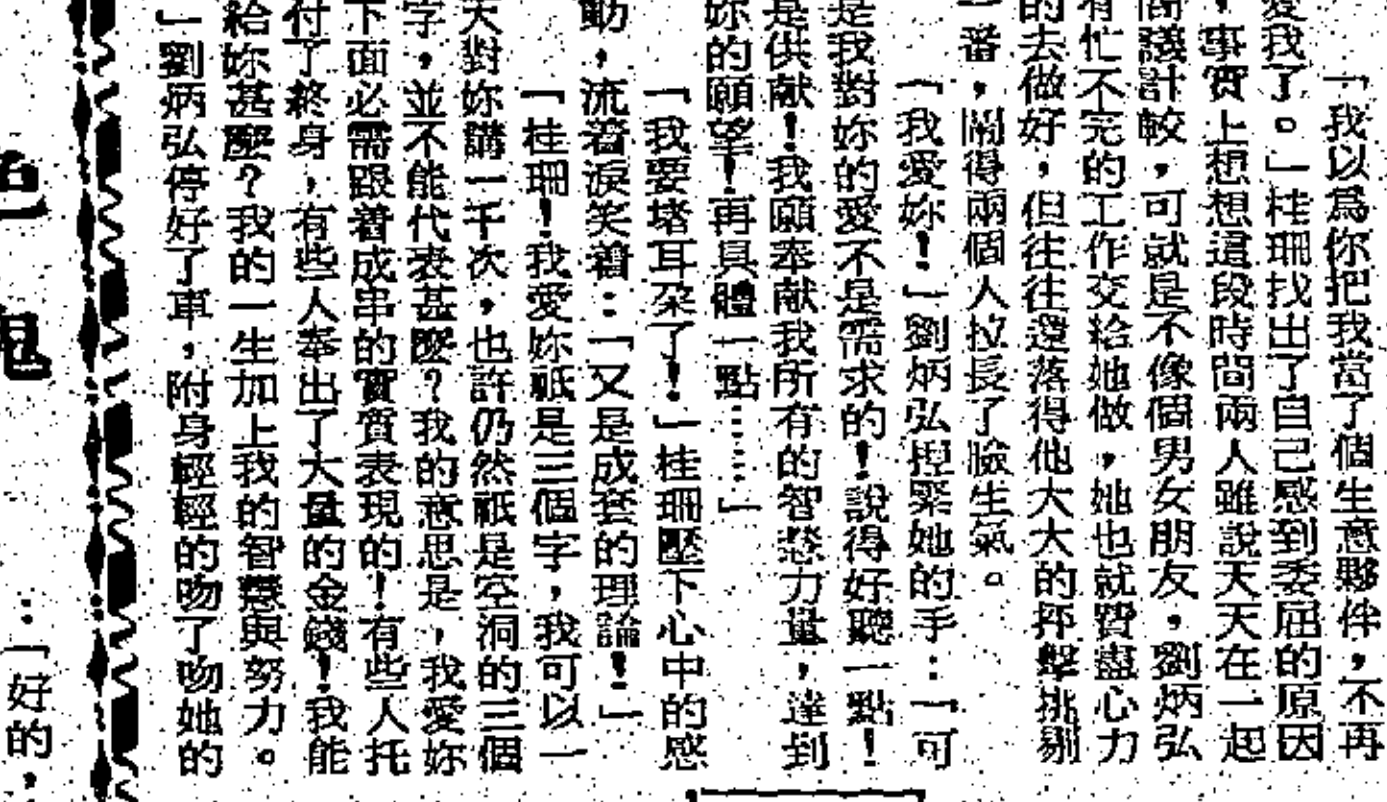 「我以為你把我當了個生意夥伴，不再
愛我了。」桂珊找出了自己感到委屈的原因
，事實上想想這段時間兩人雖說天天在一起
商議計較，可就是不像個男女朋友，劉炳弘
有忙不完的工作交給她做，她也就費盡心力
的去做好，但往往還落得他大大的抨擊挑剔
一番，鬧得兩個人拉長了臉生氣。
「我愛妳！」劉炳弘捏緊她的手：「可
是我對妳的愛不是需求的！說得好聽一點！
是供献！我願奉献我所有的智慧力量，達到
妳的願望！再具體一點……」
「我要堵耳朵了！」桂珊壓下心中的感
動，流着淚笑着：「又是成套的理論！」
「桂珊！我愛妳祇是三個字，我可以一
天對妳講一千次，也許仍然祇是空洞的三個
字，並不能代表甚麼？我的意思是，我愛妳
下面必需跟着成串的實質表現的！有些人托
付了終身，有些人奉出了大量的金錢！我能
給妳甚麼？我的一生加上我的智慧與努力。
」劉炳弘停好了車，附身輕輕的吻了吻她的
：「好的，